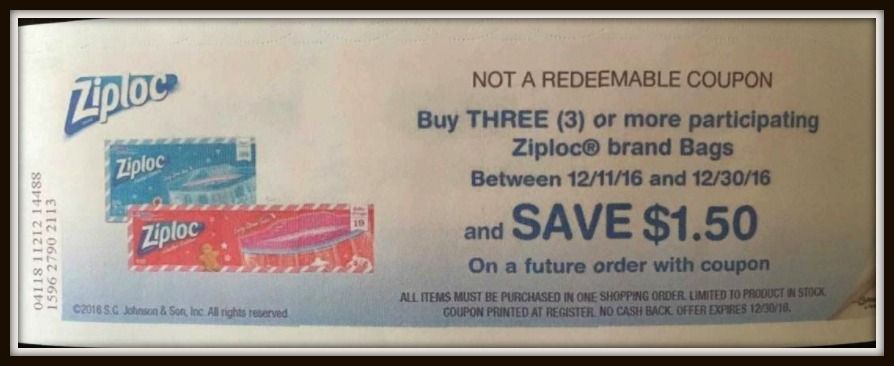 Ziploc
Ziploc
Ziploc
19
04118 11212 14488
1596 2790 2113
©2016 S.C. Johnson & Son, Inc. All rights reserved.
NOT A REDEEMABLE COUPON
Buy THREE (3) or more participating
Ziploc® brand Bags
Between 12/11/16 and 12/30/16
and SAVE $1.50
On a future order with coupon
ALL ITEMS MUST BE PURCHASED IN ONE SHOPPING ORDER. LIMITED TO PRODUCT IN STOCK.
COUPON PRINTED AT REGISTER. NO CASH BACK. OFFER EXPIRES 12/30/16.